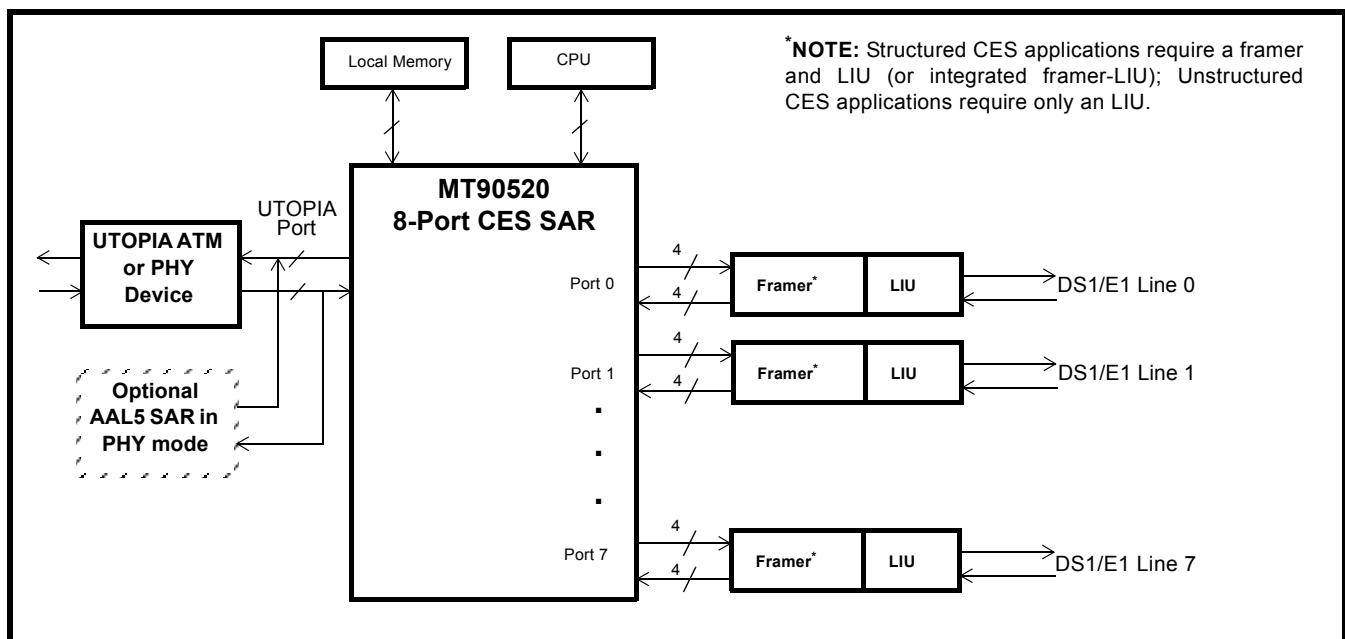 Local Memory
CPU
*NOTE: Structured CES applications require a framer
and LIU (or integrated framer-LIU); Unstructured
CES applications require only an LIU.
MT90520
8-Port CES SAR
UTOPIA
Port
UTOPIA ATM
or PHY
Device
Optional
AAL5 SAR in
PHY mode
Port 0
4
4
Framer*
LIU
DS1/E1 Line 0
Port 1
4
4
Framer*
LIU
DS1/E1 Line 1
Port 7
4
4
Framer*
LIU
DS1/E1 Line 7